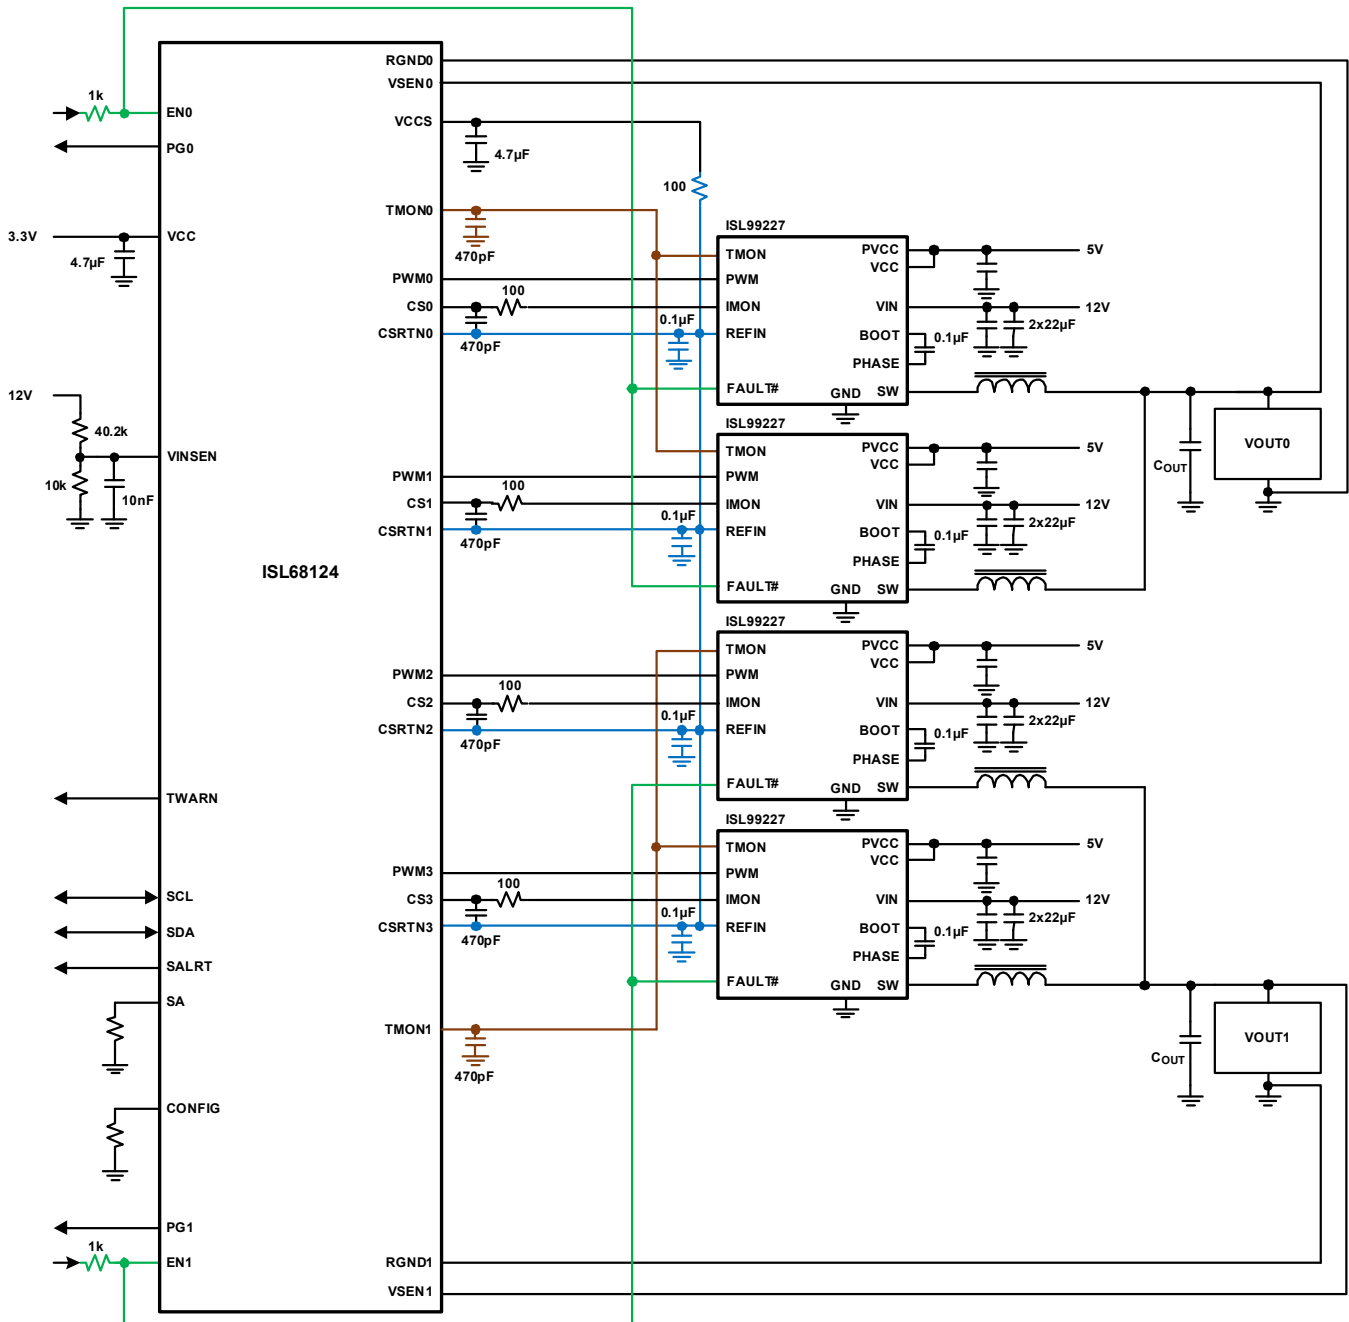 RGND0
VSEN0
1k
EN0
VCCS
PG0
4.7µF
100
TMON0
ISL99227
3.3V
VCC
4.7µF
470pF
TMON
PVCC
VCC
5V
PWM0
PWM
CS0
100
IMON
VIN
12V
0.1µF
2x22µF
CSRTN0
470pF
REFIN
BOOT
0.1µF
PHASE
12V
FAULT#
GND
SW
ISL99227
40.2k
VINSEN
TMON
PVCC
VCC
5V
VOUT0
COUT
PWM1
PWM
10k
10nF
CS1
100
IMON
VIN
12V
0.1µF
2x22µF
CSRTN1
470pF
REFIN
BOOT
0.1µF
PHASE
ISL68124
FAULT#
GND
SW
ISL99227
TMON
PVCC
VCC
5V
PWM2
PWM
CS2
100
IMON
VIN
12V
0.1µF
2x22µF
CSRTN2
470pF
REFIN
BOOT
0.1µF
PHASE
TWARN
FAULT#
GND
SW
ISL99227
TMON
PVCC
VCC
5V
PWM3
PWM
SCL
CS3
100
IMON
VIN
12V
0.1µF
2x22µF
SDA
CSRTN3
470pF
REFIN
BOOT
0.1µF
PHASE
SALRT
FAULT#
GND
SW
SA
TMON1
470pF
VOUT1
COUT
CONFIG
PG1
1k
EN1
RGND1
VSEN1